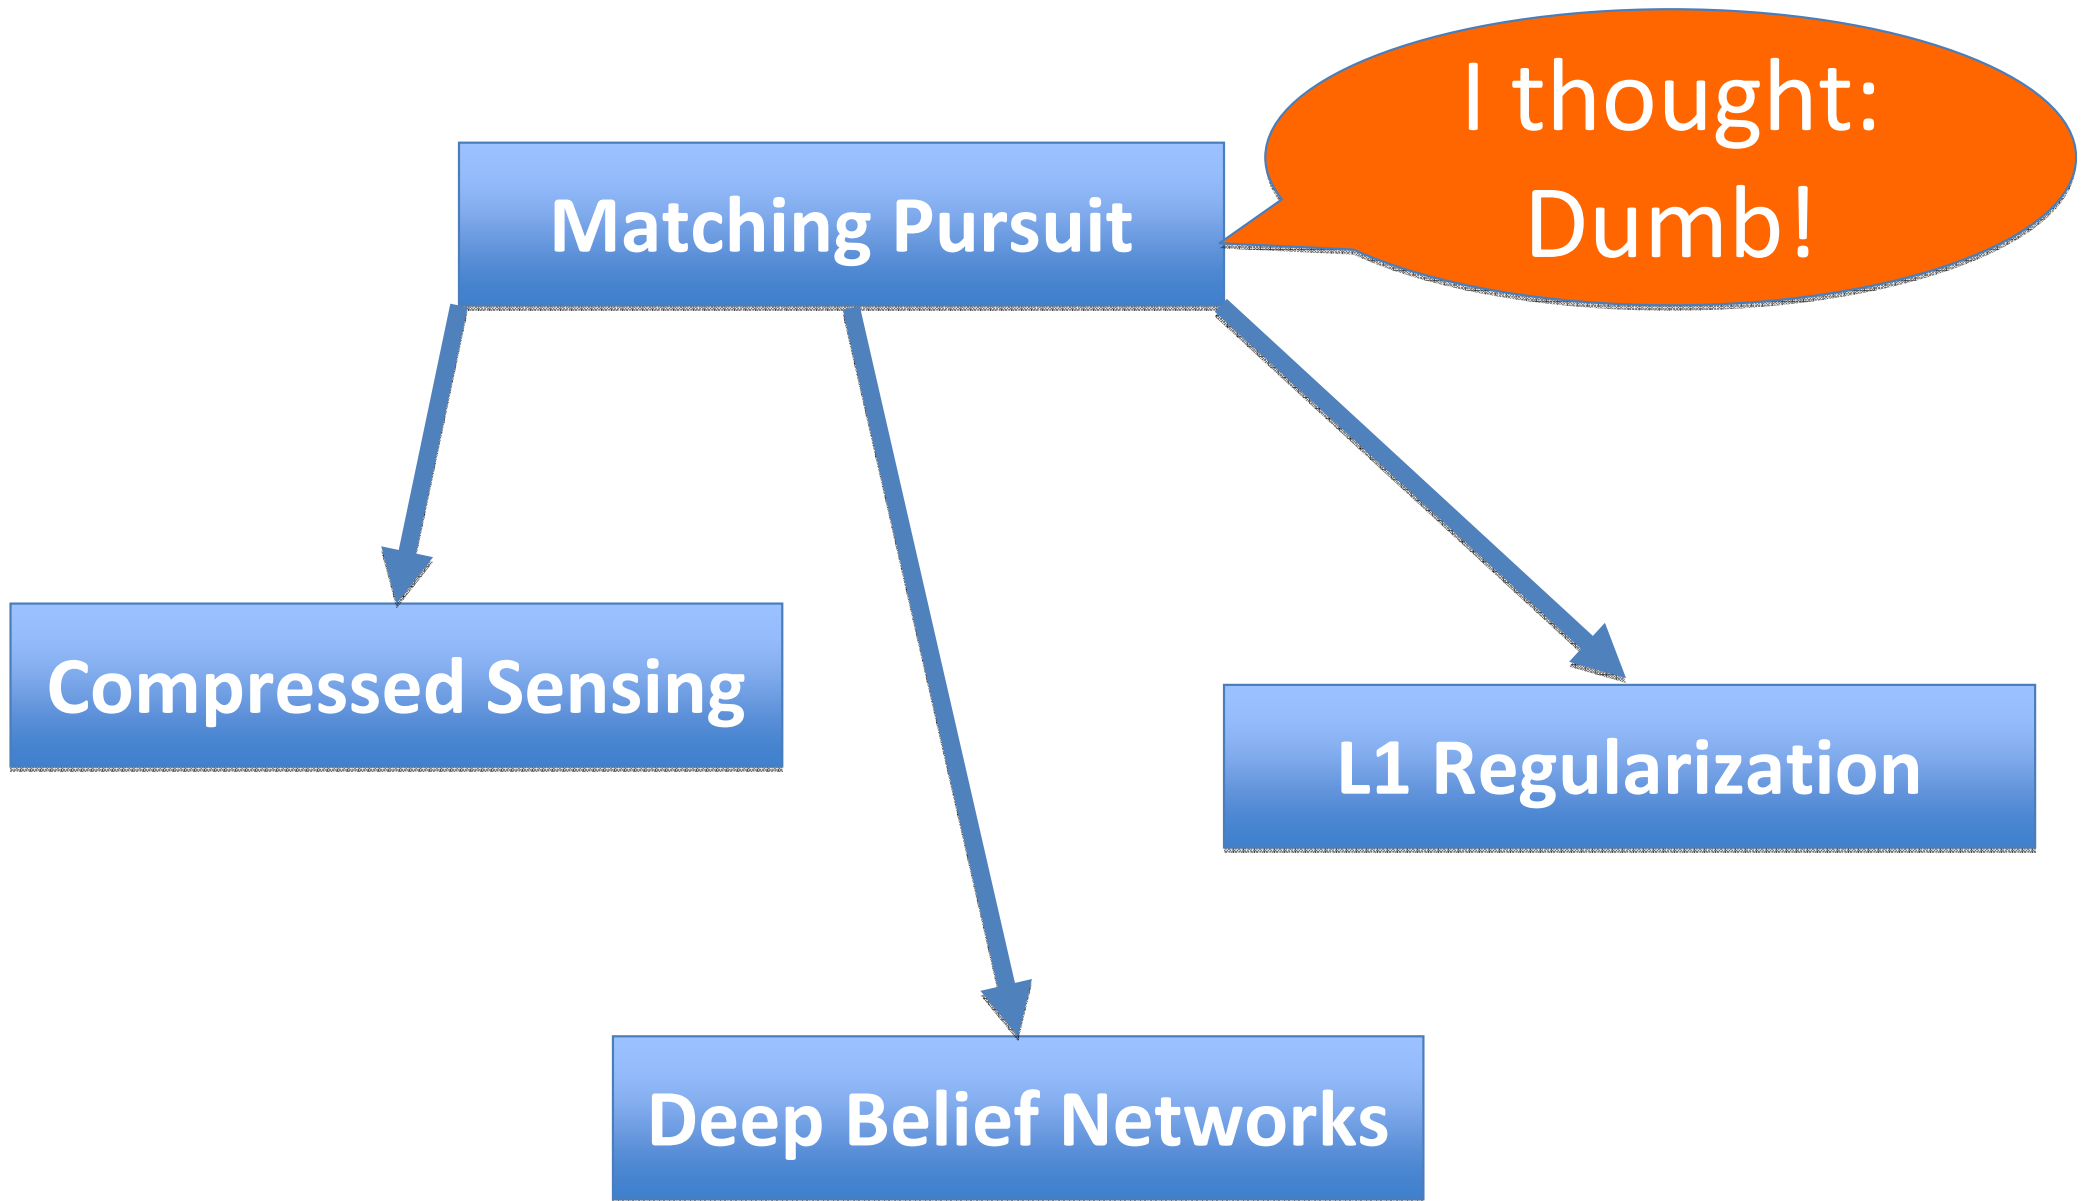 I thought:
Dumb!
Matching Pursuit
Compressed Sensing
L1 Regularization
Deep Belief Networks